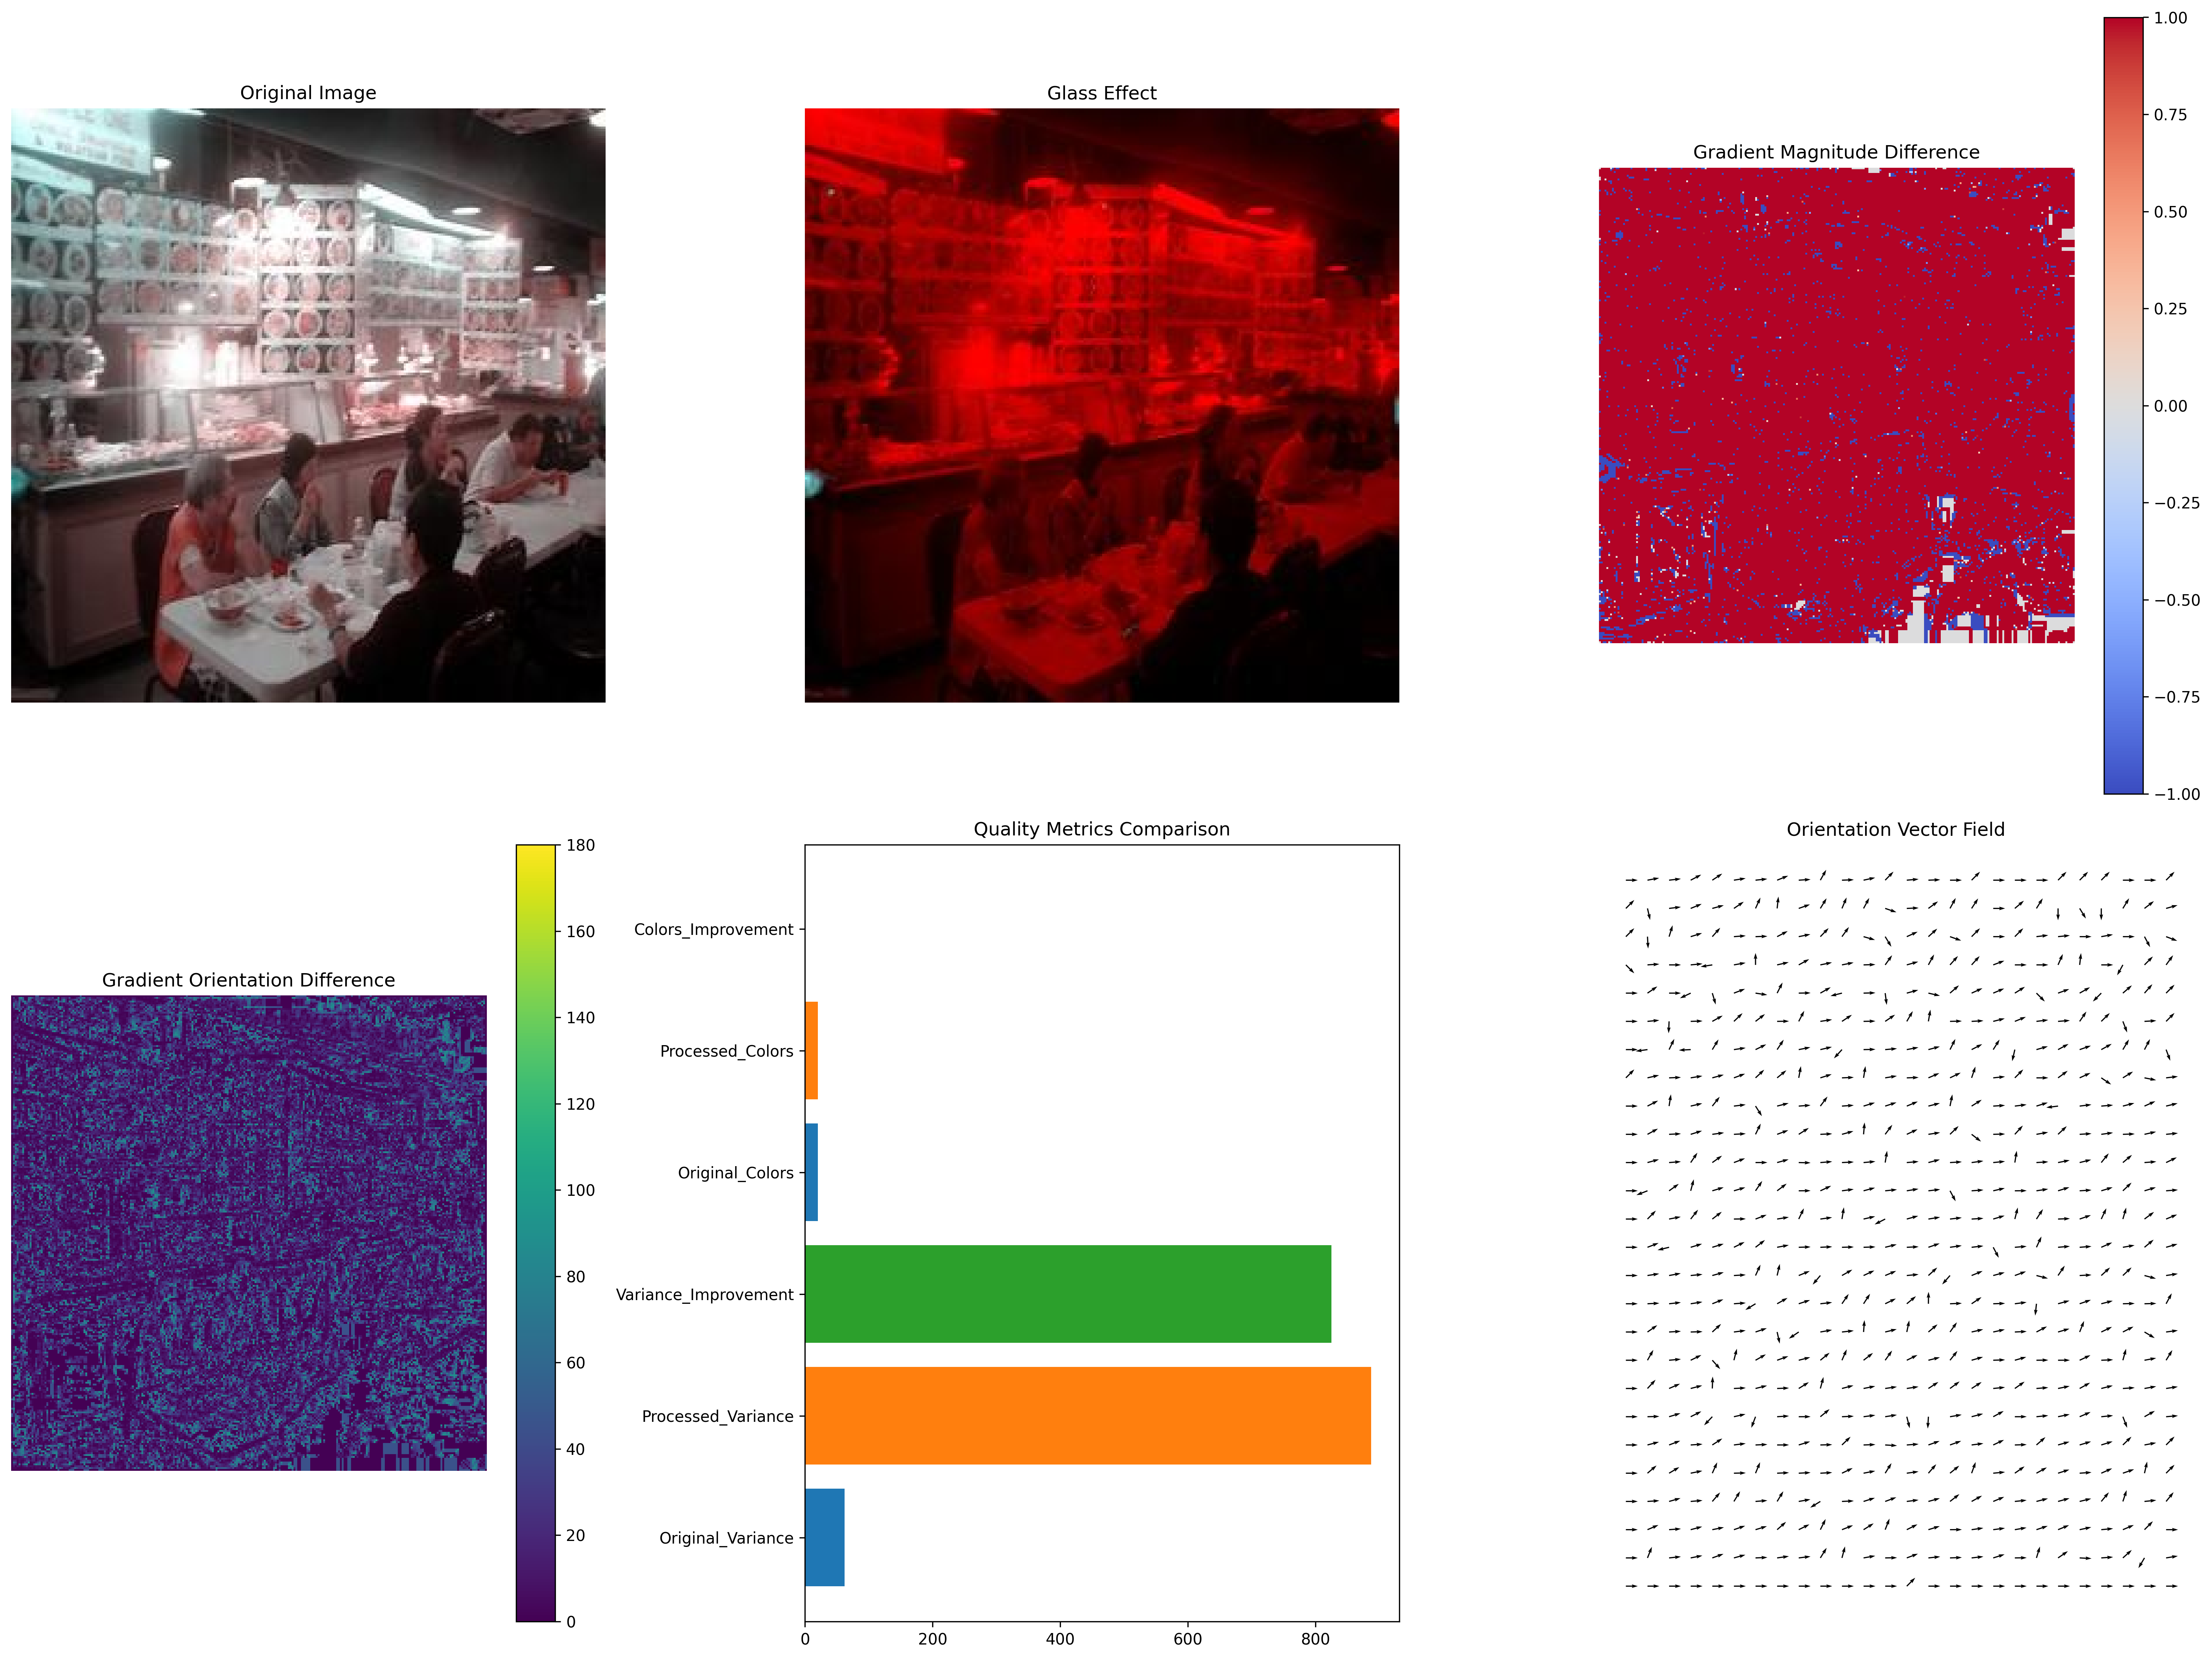 Original Image
Glass Effect
Gradient Magnitude Difference
1.00
0.75
0.50
0.25
0.00
−0.25
−0.50
−0.75
−1.00
Gradient Orientation Difference
180
160
140
120
100
80
60
40
20
0
Quality Metrics Comparison
Colors_Improvement
Processed_Colors
Original_Colors
Variance_Improvement
Processed_Variance
Original_Variance
0 200 400 600 800
Orientation Vector Field